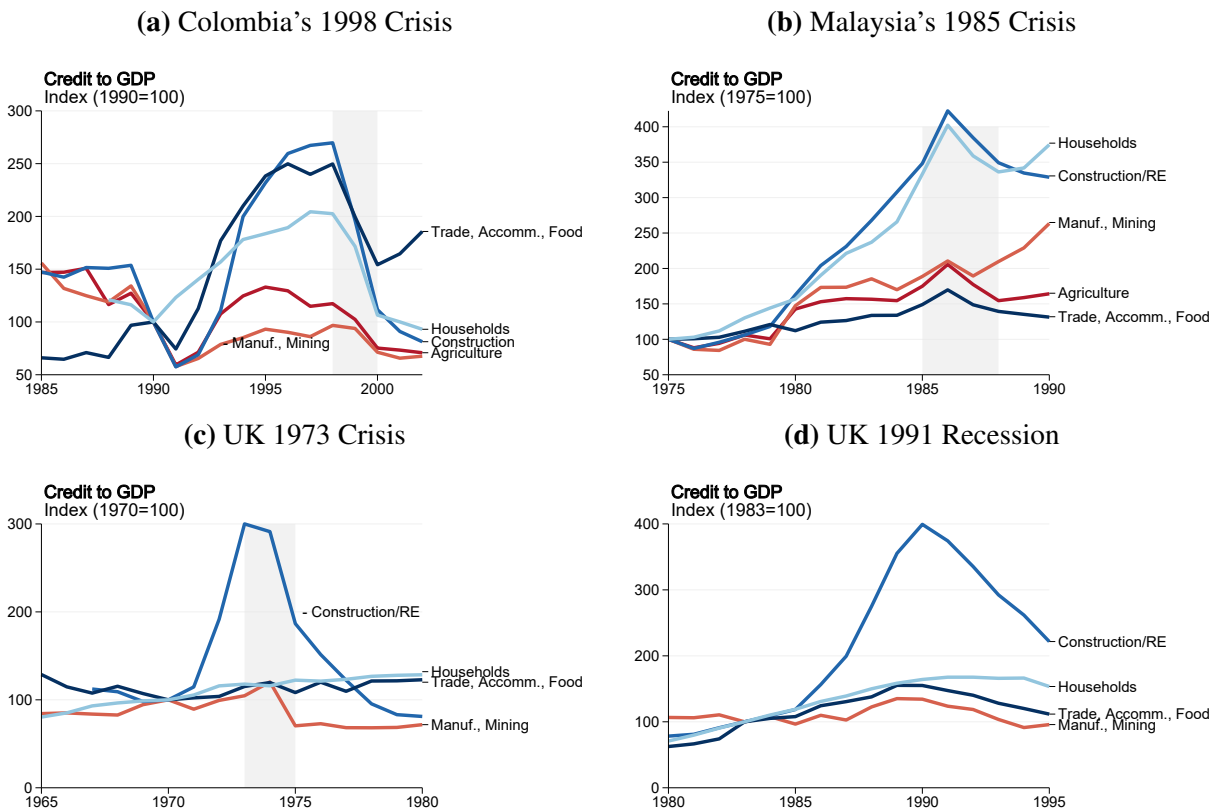 (a) Colombia’s 1998 Crisis
Credit to GDP
Index (1990=100)
300
250
200
150
100
50
1985
1990
1995
2000
Trade, Accomm., Food
Households
Construction
Agriculture
Manuf., Mining
(b) Malaysia’s 1985 Crisis
Credit to GDP
Index (1975=100)
400
350
300
250
200
150
100
50
1975
1980
1985
1990
Households
Construction/RE
Manuf., Mining
Agriculture
Trade, Accomm., Food
(c) UK 1973 Crisis
Credit to GDP
Index (1970=100)
300
200
100
0
1965
1970
1975
1980
Construction/RE
Households
Trade, Accomm., Food
Manuf., Mining
(d) UK 1991 Recession
Credit to GDP
Index (1983=100)
400
300
200
100
0
1980
1985
1990
1995
Construction/RE
Households
Trade, Accomm., Food
Manuf., Mining